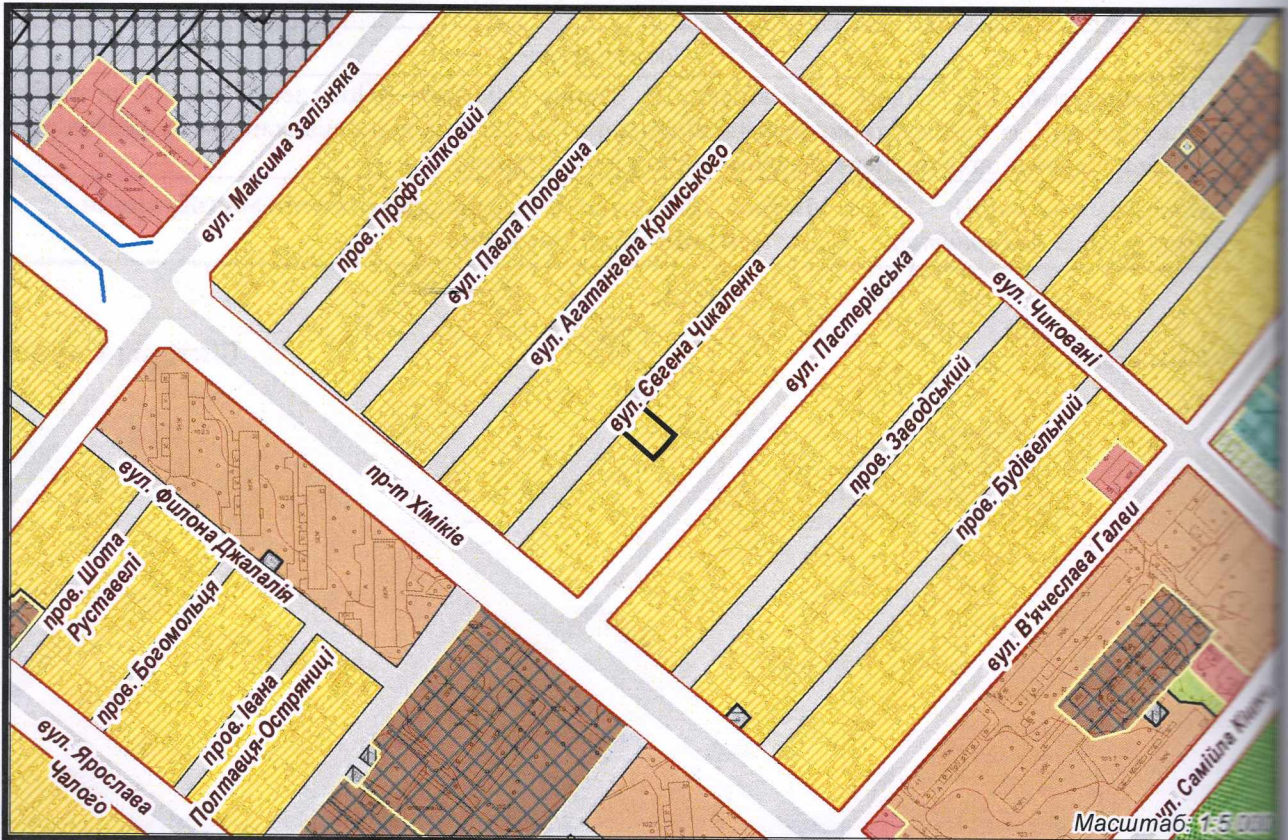 вул. Максима Залізняка
пров. Профспілковий
вул. Павла Поповича
вул. Агатангела Кримського
вул. Євгена Чикаленка
вул. Пастерівська
вул. Чиковані
пров. Заводський
пров. Будівельний
вул. В'ячеслава Галви
пр-т Хіміків
вул. Филона Джалалія
пров. Шота
Руставелі
пров. Богомольця
пров. Івана
Полтавця-Остряниці
вул. Ярослава
Чалого
вул. Самійла
Масштаб: 1:5